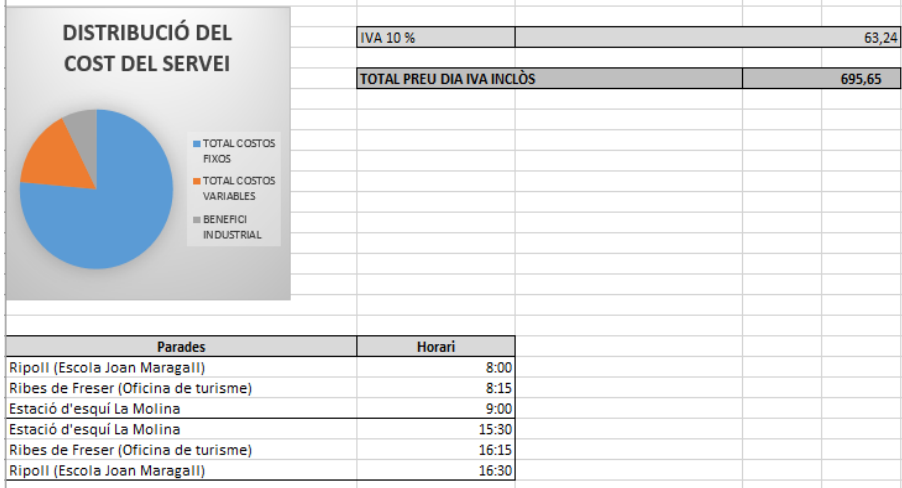 DISTRIBUCIÓ DEL
COST DEL SERVEI
TOTAL COSTOS
FIXOS
TOTAL COSTOS
VARIABLES
BENEFICI
INDUSTRIAL
IVA 10 % 63,24
TOTAL PREU DIA IVA INCLÒS 695,65
Parades Horari
Ripoll (Escola Joan Maragall) 8:00
Ribes de Freser (Oficina de turisme) 8:15
Estació d'esquí La Molina 9:00
Estació d'esquí La Molina 15:30
Ribes de Freser (Oficina de turisme) 16:15
Ripoll (Escola Joan Maragall) 16:30